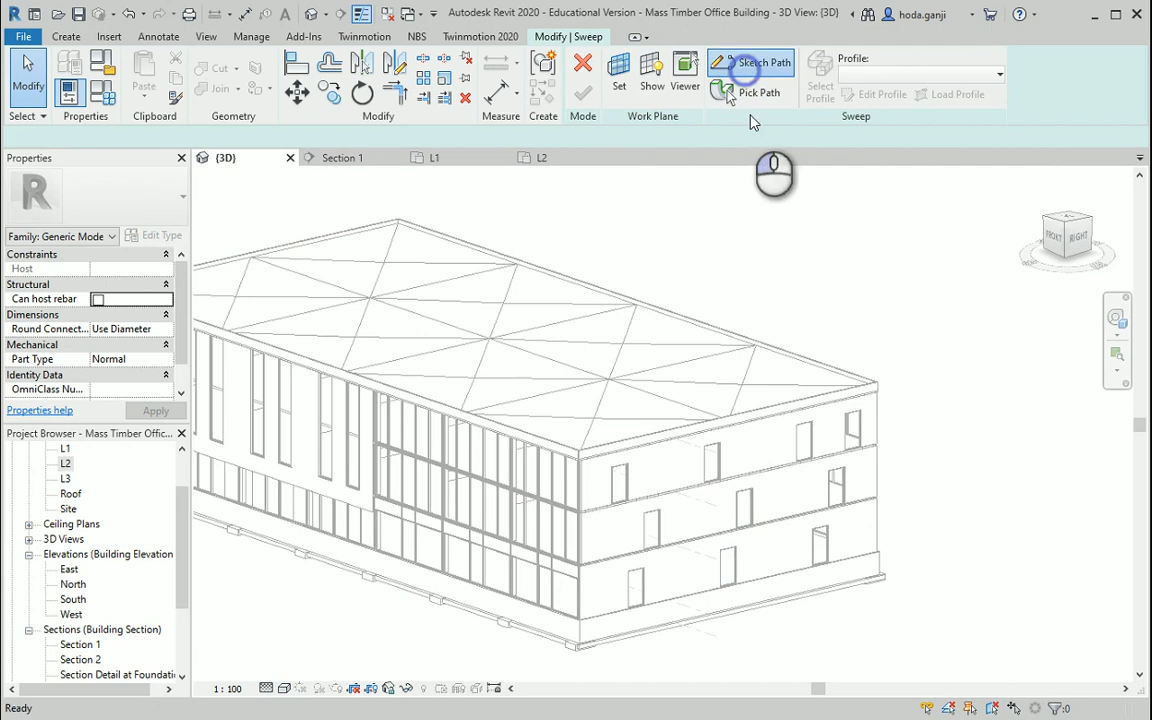 Autodesk Revit 2020 - Educational Version - Mass Timber Office Building - 3D View: {3D}
hoda.ganji
File Create Insert Annotate View Manage Add-Ins Twinmotion NBS Twinmotion 2020 Modify | Sweep
Modify
Paste
Cut
Join
Set Show Viewer
Sketch Path
Pick Path
Select Profile
Profile:
Edit Profile Load Profile
Select Properties Clipboard Geometry Modify Measure Create Mode Work Plane Sweep
Properties
{3D} Section 1 L1 L2
R
Family: Generic Mode Edit Type
Constraints
Host
Structural
Can host rebar
Dimensions
Round Connect... Use Diameter
Mechanical
Part Type Normal
Identity Data
OmniClass Nu...
Properties help Apply
Project Browser - Mass Timber Offic...
L1
L2
L3
Roof
Site
Ceiling Plans
3D Views
Elevations (Building Elevation
East
North
South
West
Sections (Building Section)
Section 1
Section 2
Section Detail at Foundati
FRONT RIGHT
1 : 100
Ready
:0